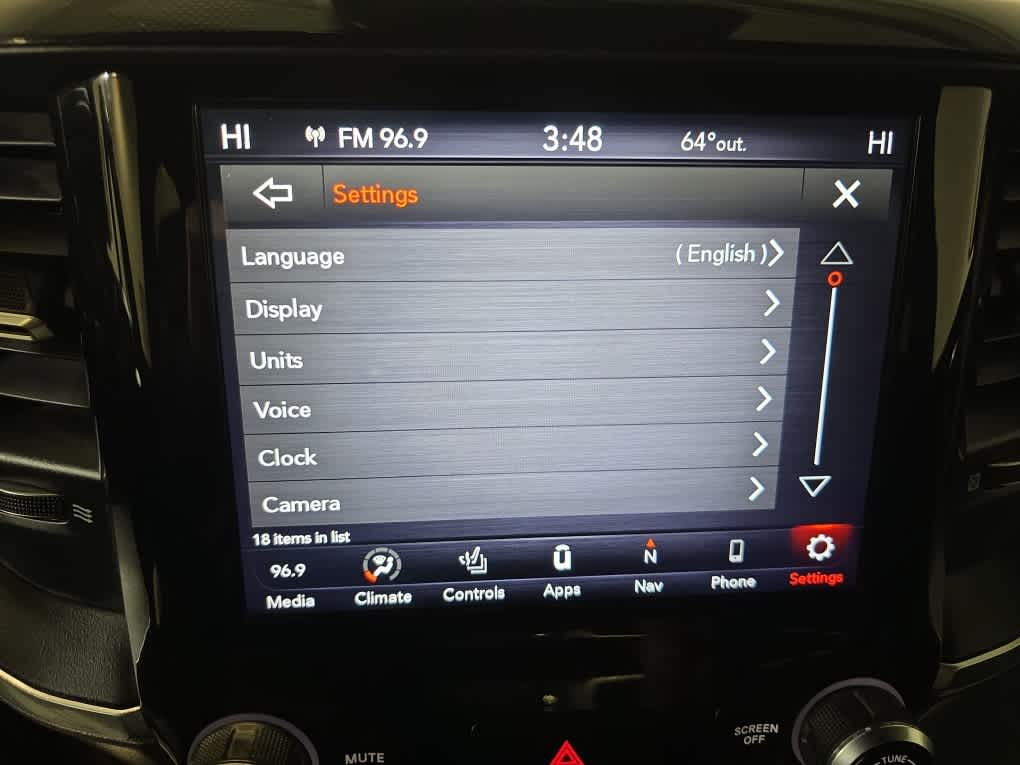 HI FM 96.9 3:48 64°out. HI
Settings
Language (English)
Display
Units
Voice
Clock
Camera
18 items in list
96.9
Media Climate Controls Apps N Nav Phone Settings
MUTE SCREEN OFF
TUNE